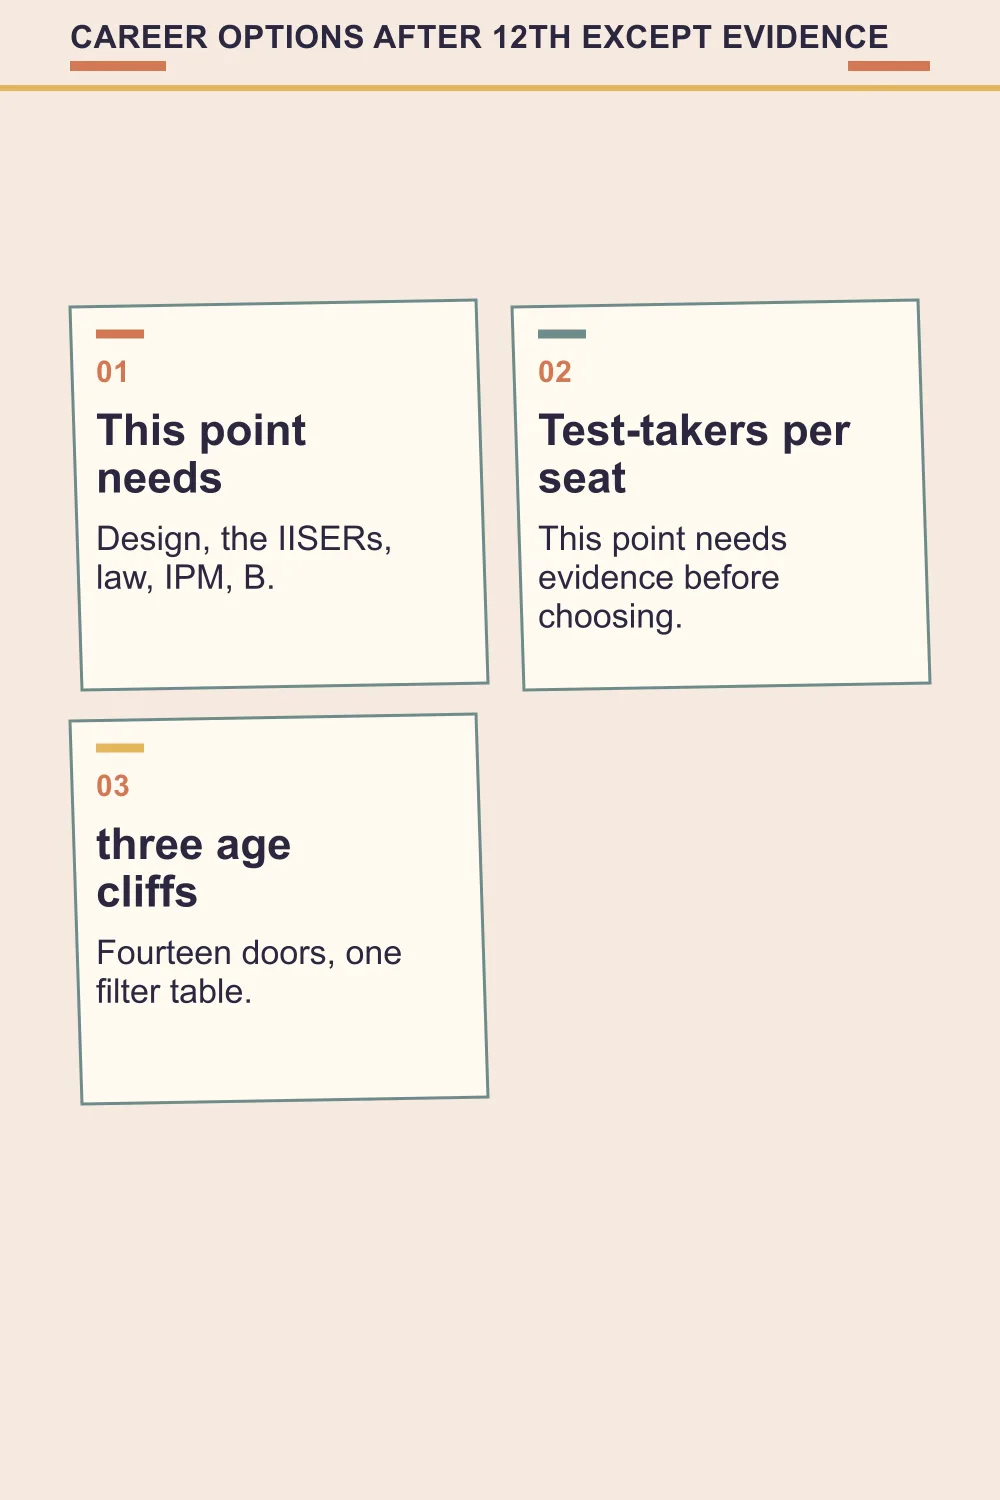 CAREER OPTIONS AFTER 12TH EXCEPT EVIDENCE
01
This point
needs
Design, the IISERs,
law, IPM, B.
02
Test-takers per
seat
This point needs
evidence before
choosing.
03
three age
cliffs
Fourteen doors, one
filter table.